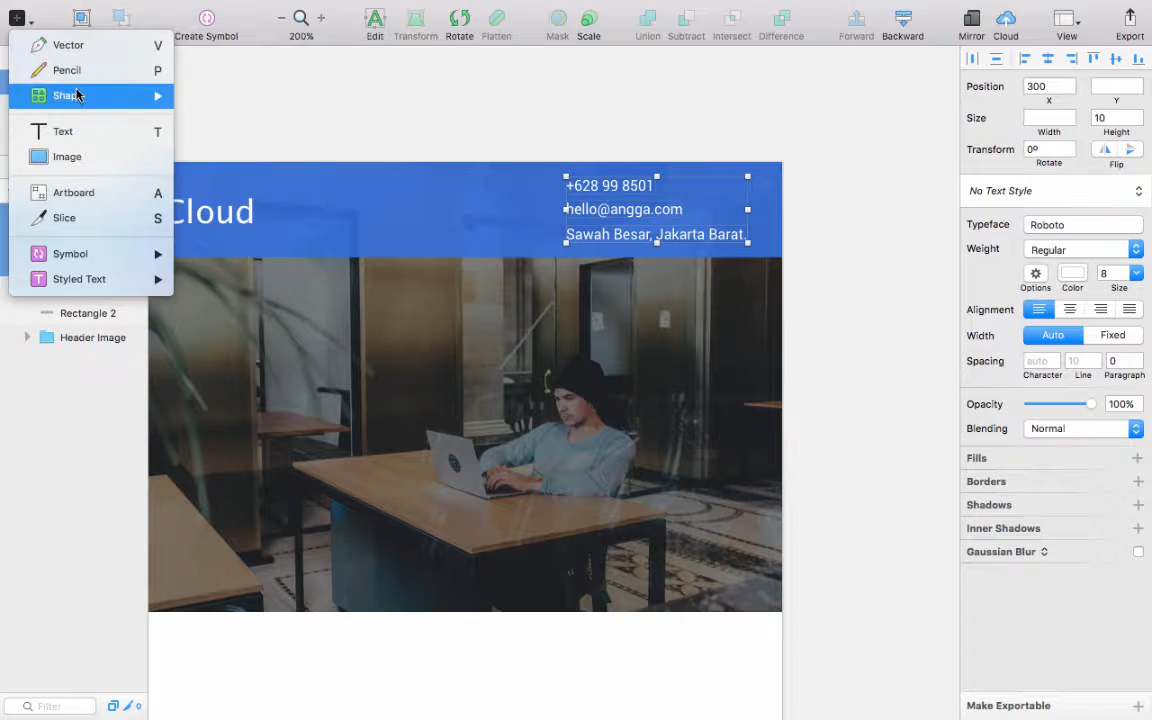 Create Symbol
200%
Edit
Transform
Rotate
Flatten
Mask
Scale
Union
Subtract
Intersect
Difference
Forward
Backward
Mirror
Cloud
View
Export
Vector V
Pencil P
Text T
Image
Artboard A
Slice S
Symbol
Styled Text
Rectangle 2
Header Image
Filter
0
Cloud
+628 99 8501
hello@angga.com
Sawah Besar, Jakarta Barat.
Position 300
X Y
Size 10
Width Height
Transform 0º
Rotate Flip
No Text Style
Typeface Roboto
Weight Regular
8
Options Color Size
Alignment
Width Auto Fixed
Spacing auto 10 0
Character Line Paragraph
Opacity 100%
Blending Normal
Fills
Borders
Shadows
Inner Shadows
Gaussian Blur
Make Exportable